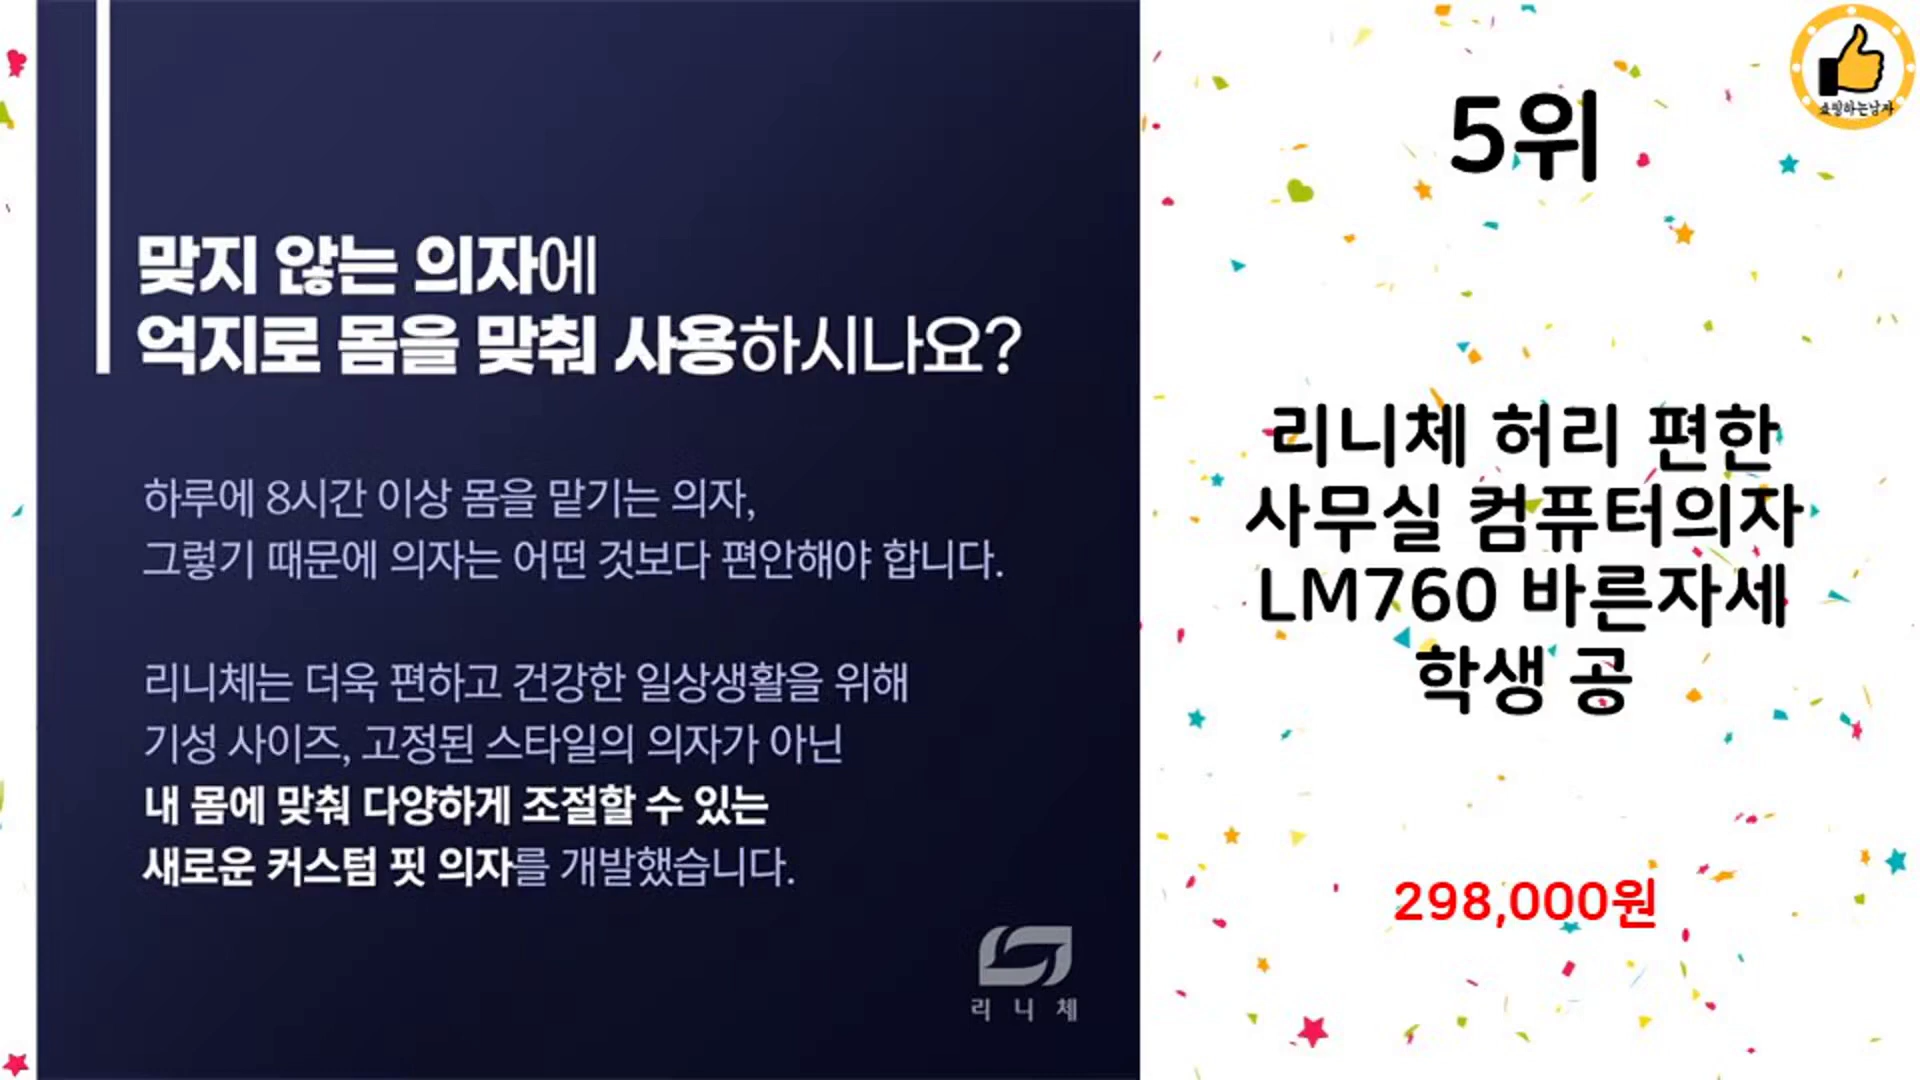 맞지 않는 의자에
억지로 몸을 맞춰 사용하시나요?
하루에 8시간 이상 몸을 맡기는 의자,
그렇기 때문에 의자는 어떤 것보다 편안해야 합니다.
리니체는 더욱 편하고 건강한 일상생활을 위해
기성 사이즈, 고정된 스타일의 의자가 아닌
내 몸에 맞춰 다양하게 조절할 수 있는
새로운 커스텀 핏 의자를 개발했습니다.
리니체
쇼핑하는남자
5위
리니체 허리 편한
사무실 컴퓨터의자
LM760 바른자세
학생 공
298,000원